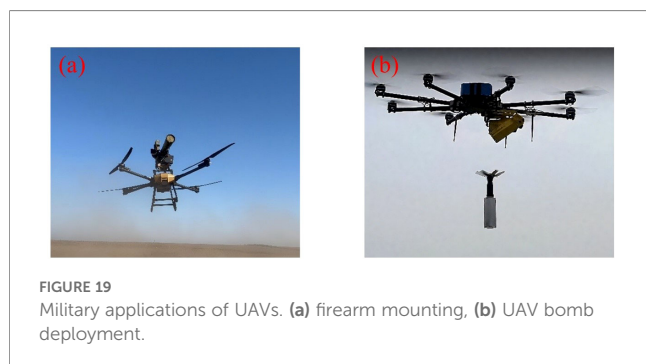 (a)
(b)
FIGURE 19
Military applications of UAVs. (a) firearm mounting, (b) UAV bomb
deployment.